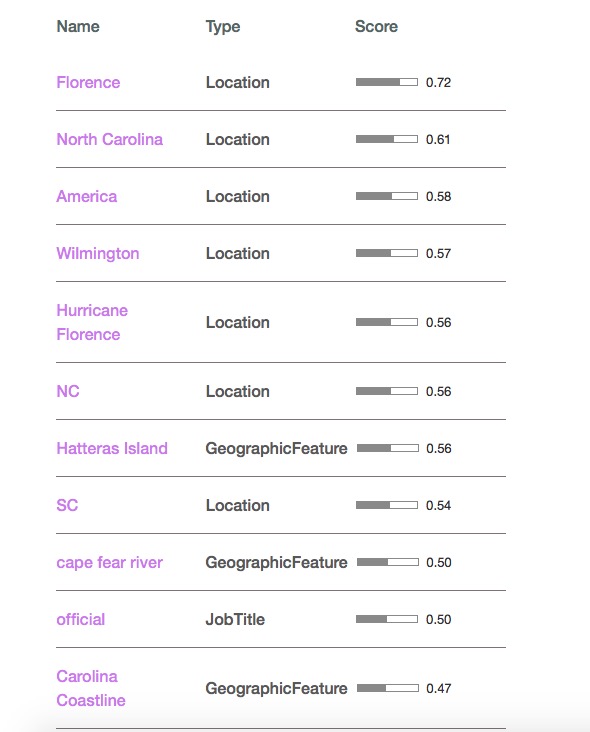 Name Type Score
Florence Location 0.72
North Carolina Location 0.61
America Location 0.58
Wilmington Location 0.57
Hurricane
Florence Location 0.56
NC Location 0.56
Hatteras Island GeographicFeature 0.56
SC Location 0.54
cape fear river GeographicFeature 0.50
official JobTitle 0.50
Carolina
Coastline GeographicFeature 0.47